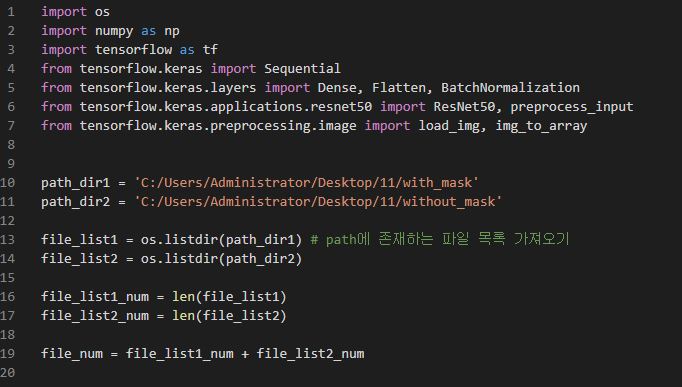 1 import os
2 import numpy as np
3 import tensorflow as tf
4 from tensorflow.keras import Sequential
5 from tensorflow.keras.layers import Dense, Flatten, BatchNormalization
6 from tensorflow.keras.applications.resnet50 import ResNet50, preprocess_input
7 from tensorflow.keras.preprocessing.image import load_img, img_to_array
8
9
10 path_dir1 = 'C:/Users/Administrator/Desktop/11/with_mask'
11 path_dir2 = 'C:/Users/Administrator/Desktop/11/without_mask'
12
13 file_list1 = os.listdir(path_dir1) # path에 존재하는 파일 목록 가져오기
14 file_list2 = os.listdir(path_dir2)
15
16 file_list1_num = len(file_list1)
17 file_list2_num = len(file_list2)
18
19 file_num = file_list1_num + file_list2_num
20